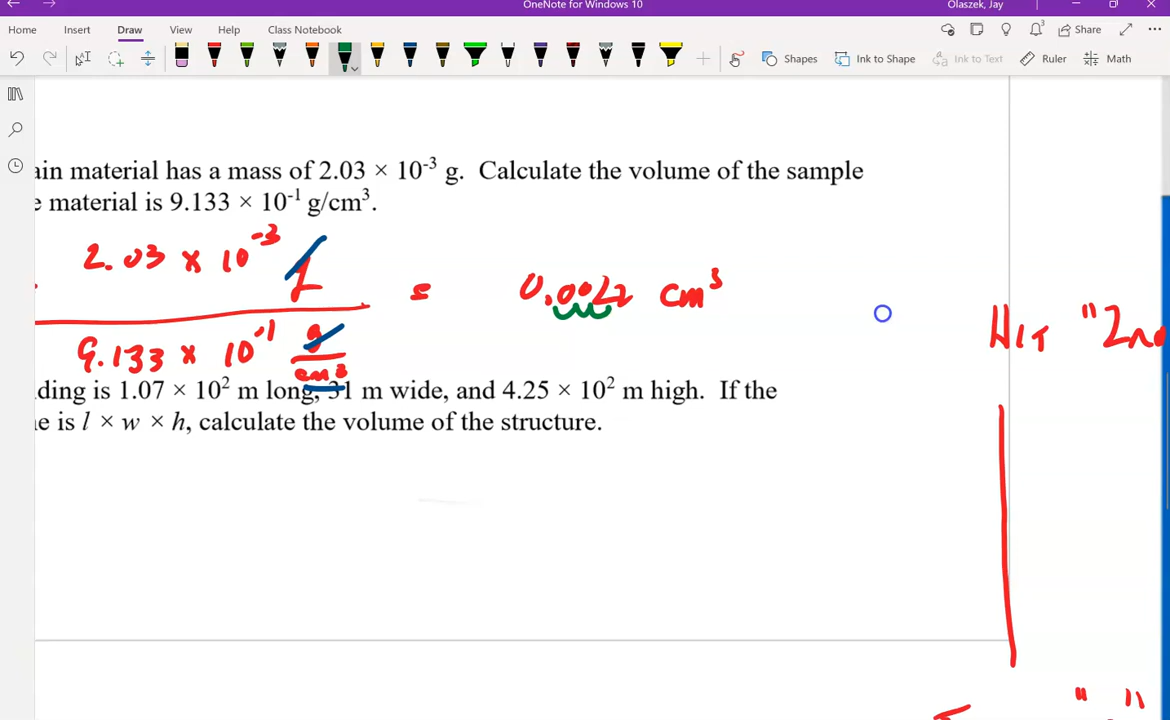 OneNote for Windows 10
Olaszek, Jay
Home Insert Draw View Help Class Notebook
Share
Shapes Ink to Shape Ink to Text Ruler Math
ain material has a mass of 2.03 × 10⁻³ g. Calculate the volume of the sample
e material is 9.133 × 10⁻¹ g/cm³.
2.03 × 10⁻³ g
= 0.0022 cm³
9.133 × 10⁻¹ g
cm³
HIT "2nd
ding is 1.07 × 10² m long, 31 m wide, and 4.25 × 10² m high. If the
e is l × w × h, calculate the volume of the structure.